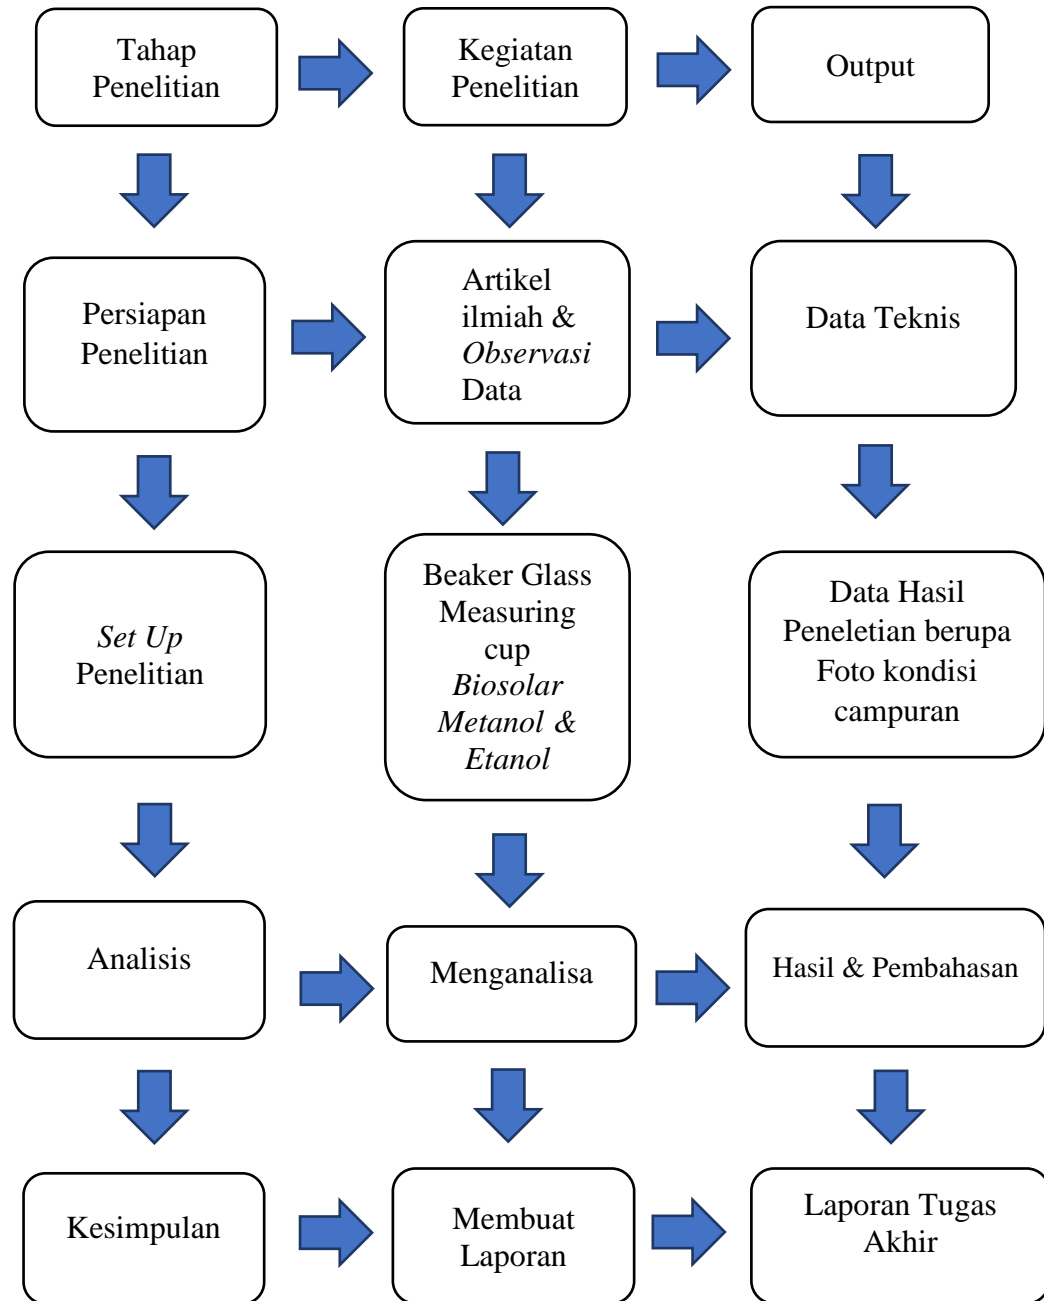 Tahap
Penelitian
Kegiatan
Penelitian
Output
Persiapan
Penelitian
Artikel
ilmiah &
Observasi
Data
Data Teknis
Set Up
Penelitian
Beaker Glass
Measuring
cup
Biosolar
Metanol &
Etanol
Data Hasil
Peneletian berupa
Foto kondisi
campuran
Analisis
Menganalisa
Hasil & Pembahasan
Kesimpulan
Membuat
Laporan
Laporan Tugas
Akhir